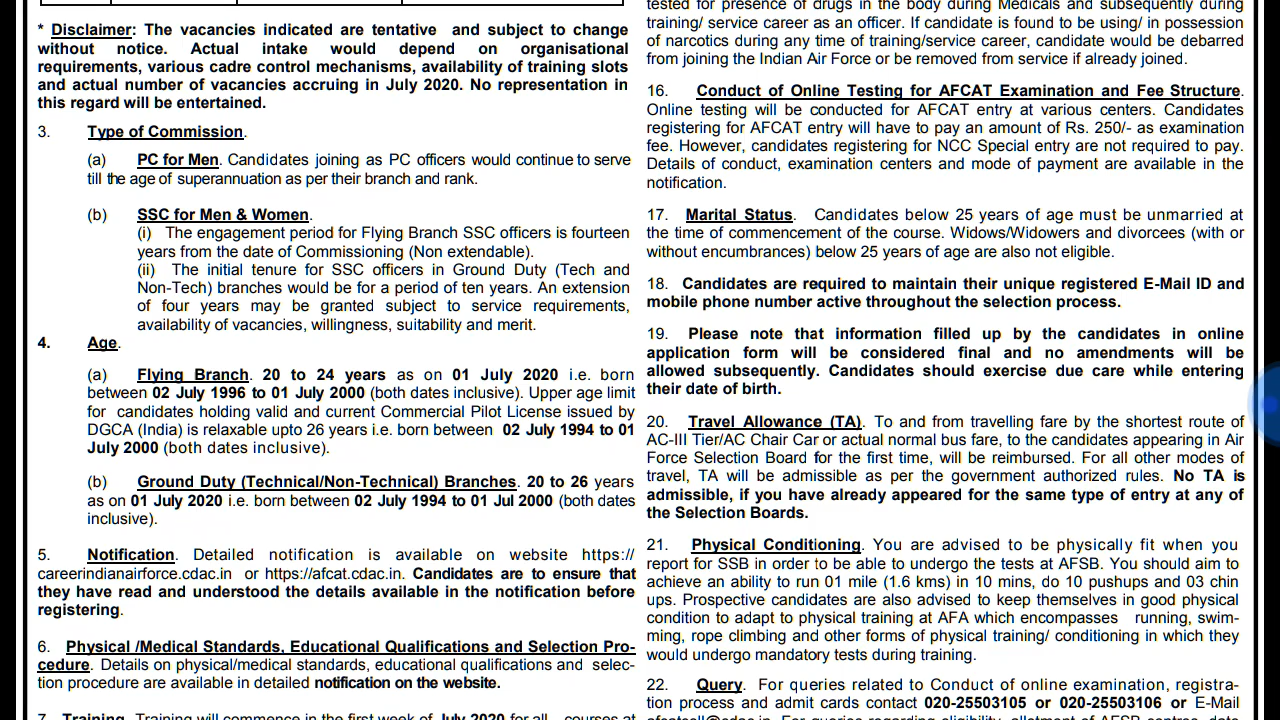 * Disclaimer: The vacancies indicated are tentative and subject to change
without notice. Actual intake would depend on organisational
requirements, various cadre control mechanisms, availability of training slots
and actual number of vacancies accruing in July 2020. No representation in
this regard will be entertained.
3. Type of Commission.
(a) PC for Men. Candidates joining as PC officers would continue to serve
till the age of superannuation as per their branch and rank.
(b) SSC for Men & Women.
(i) The engagement period for Flying Branch SSC officers is fourteen
years from the date of Commissioning (Non extendable).
(ii) The initial tenure for SSC officers in Ground Duty (Tech and
Non-Tech) branches would be for a period of ten years. An extension
of four years may be granted subject to service requirements,
availability of vacancies, willingness, suitability and merit.
4. Age.
(a) Flying Branch. 20 to 24 years as on 01 July 2020 i.e. born
between 02 July 1996 to 01 July 2000 (both dates inclusive). Upper age limit
for candidates holding valid and current Commercial Pilot License issued by
DGCA (India) is relaxable upto 26 years i.e. born between 02 July 1994 to 01
July 2000 (both dates inclusive).
(b) Ground Duty (Technical/Non-Technical) Branches. 20 to 26 years
as on 01 July 2020 i.e. born between 02 July 1994 to 01 Jul 2000 (both dates
inclusive).
5. Notification. Detailed notification is available on website https://
careerindianairforce.cdac.in or https://afcat.cdac.in. Candidates are to ensure that
they have read and understood the details available in the notification before
registering.
6. Physical /Medical Standards, Educational Qualifications and Selection Pro-
cedure. Details on physical/medical standards, educational qualifications and selec-
tion procedure are available in detailed notification on the website.
7. Training. Training will commence in the first week of July 2020 for all courses at
tested for presence of drugs in the body during Medicals and subsequently during
training/ service career as an officer. If candidate is found to be using/ in possession
of narcotics during any time of training/service career, candidate would be debarred
from joining the Indian Air Force or be removed from service if already joined.
16. Conduct of Online Testing for AFCAT Examination and Fee Structure.
Online testing will be conducted for AFCAT entry at various centers. Candidates
registering for AFCAT entry will have to pay an amount of Rs. 250/- as examination
fee. However, candidates registering for NCC Special entry are not required to pay.
Details of conduct, examination centers and mode of payment are available in the
notification.
17. Marital Status. Candidates below 25 years of age must be unmarried at
the time of commencement of the course. Widows/Widowers and divorcees (with or
without encumbrances) below 25 years of age are also not eligible.
18. Candidates are required to maintain their unique registered E-Mail ID and
mobile phone number active throughout the selection process.
19. Please note that information filled up by the candidates in online
application form will be considered final and no amendments will be
allowed subsequently. Candidates should exercise due care while entering
their date of birth.
20. Travel Allowance (TA). To and from travelling fare by the shortest route of
AC-III Tier/AC Chair Car or actual normal bus fare, to the candidates appearing in Air
Force Selection Board for the first time, will be reimbursed. For all other modes of
travel, TA will be admissible as per the government authorized rules. No TA is
admissible, if you have already appeared for the same type of entry at any of
the Selection Boards.
21. Physical Conditioning. You are advised to be physically fit when you
report for SSB in order to be able to undergo the tests at AFSB. You should aim to
achieve an ability to run 01 mile (1.6 kms) in 10 mins, do 10 pushups and 03 chin
ups. Prospective candidates are also advised to keep themselves in good physical
condition to adapt to physical training at AFA which encompasses running, swim-
ming, rope climbing and other forms of physical training/ conditioning in which they
would undergo mandatory tests during training.
22. Query. For queries related to Conduct of online examination, registra-
tion process and admit cards contact 020-25503105 or 020-25503106 or E-Mail